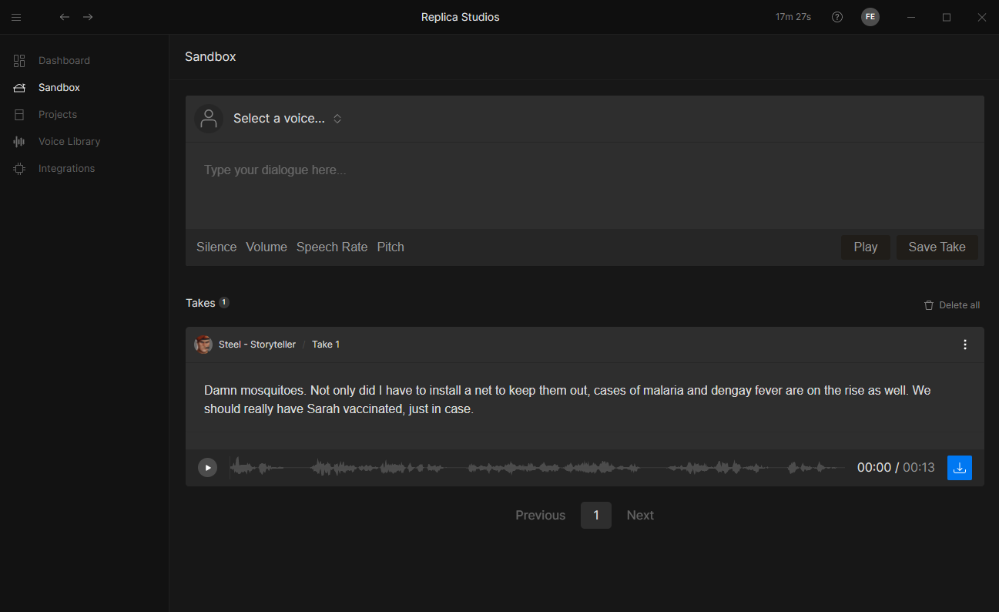 Replica Studios
17m 27s
?
FE
Dashboard
Sandbox
Projects
Voice Library
Integrations
Sandbox
Select a voice...
Type your dialogue here...
Silence Volume Speech Rate Pitch
Play Save Take
Takes 1
Delete all
Steel - Storyteller / Take 1
Damn mosquitoes. Not only did I have to install a net to keep them out, cases of malaria and dengay fever are on the rise as well. We
should really have Sarah vaccinated, just in case.
00:00 / 00:13
Previous 1 Next